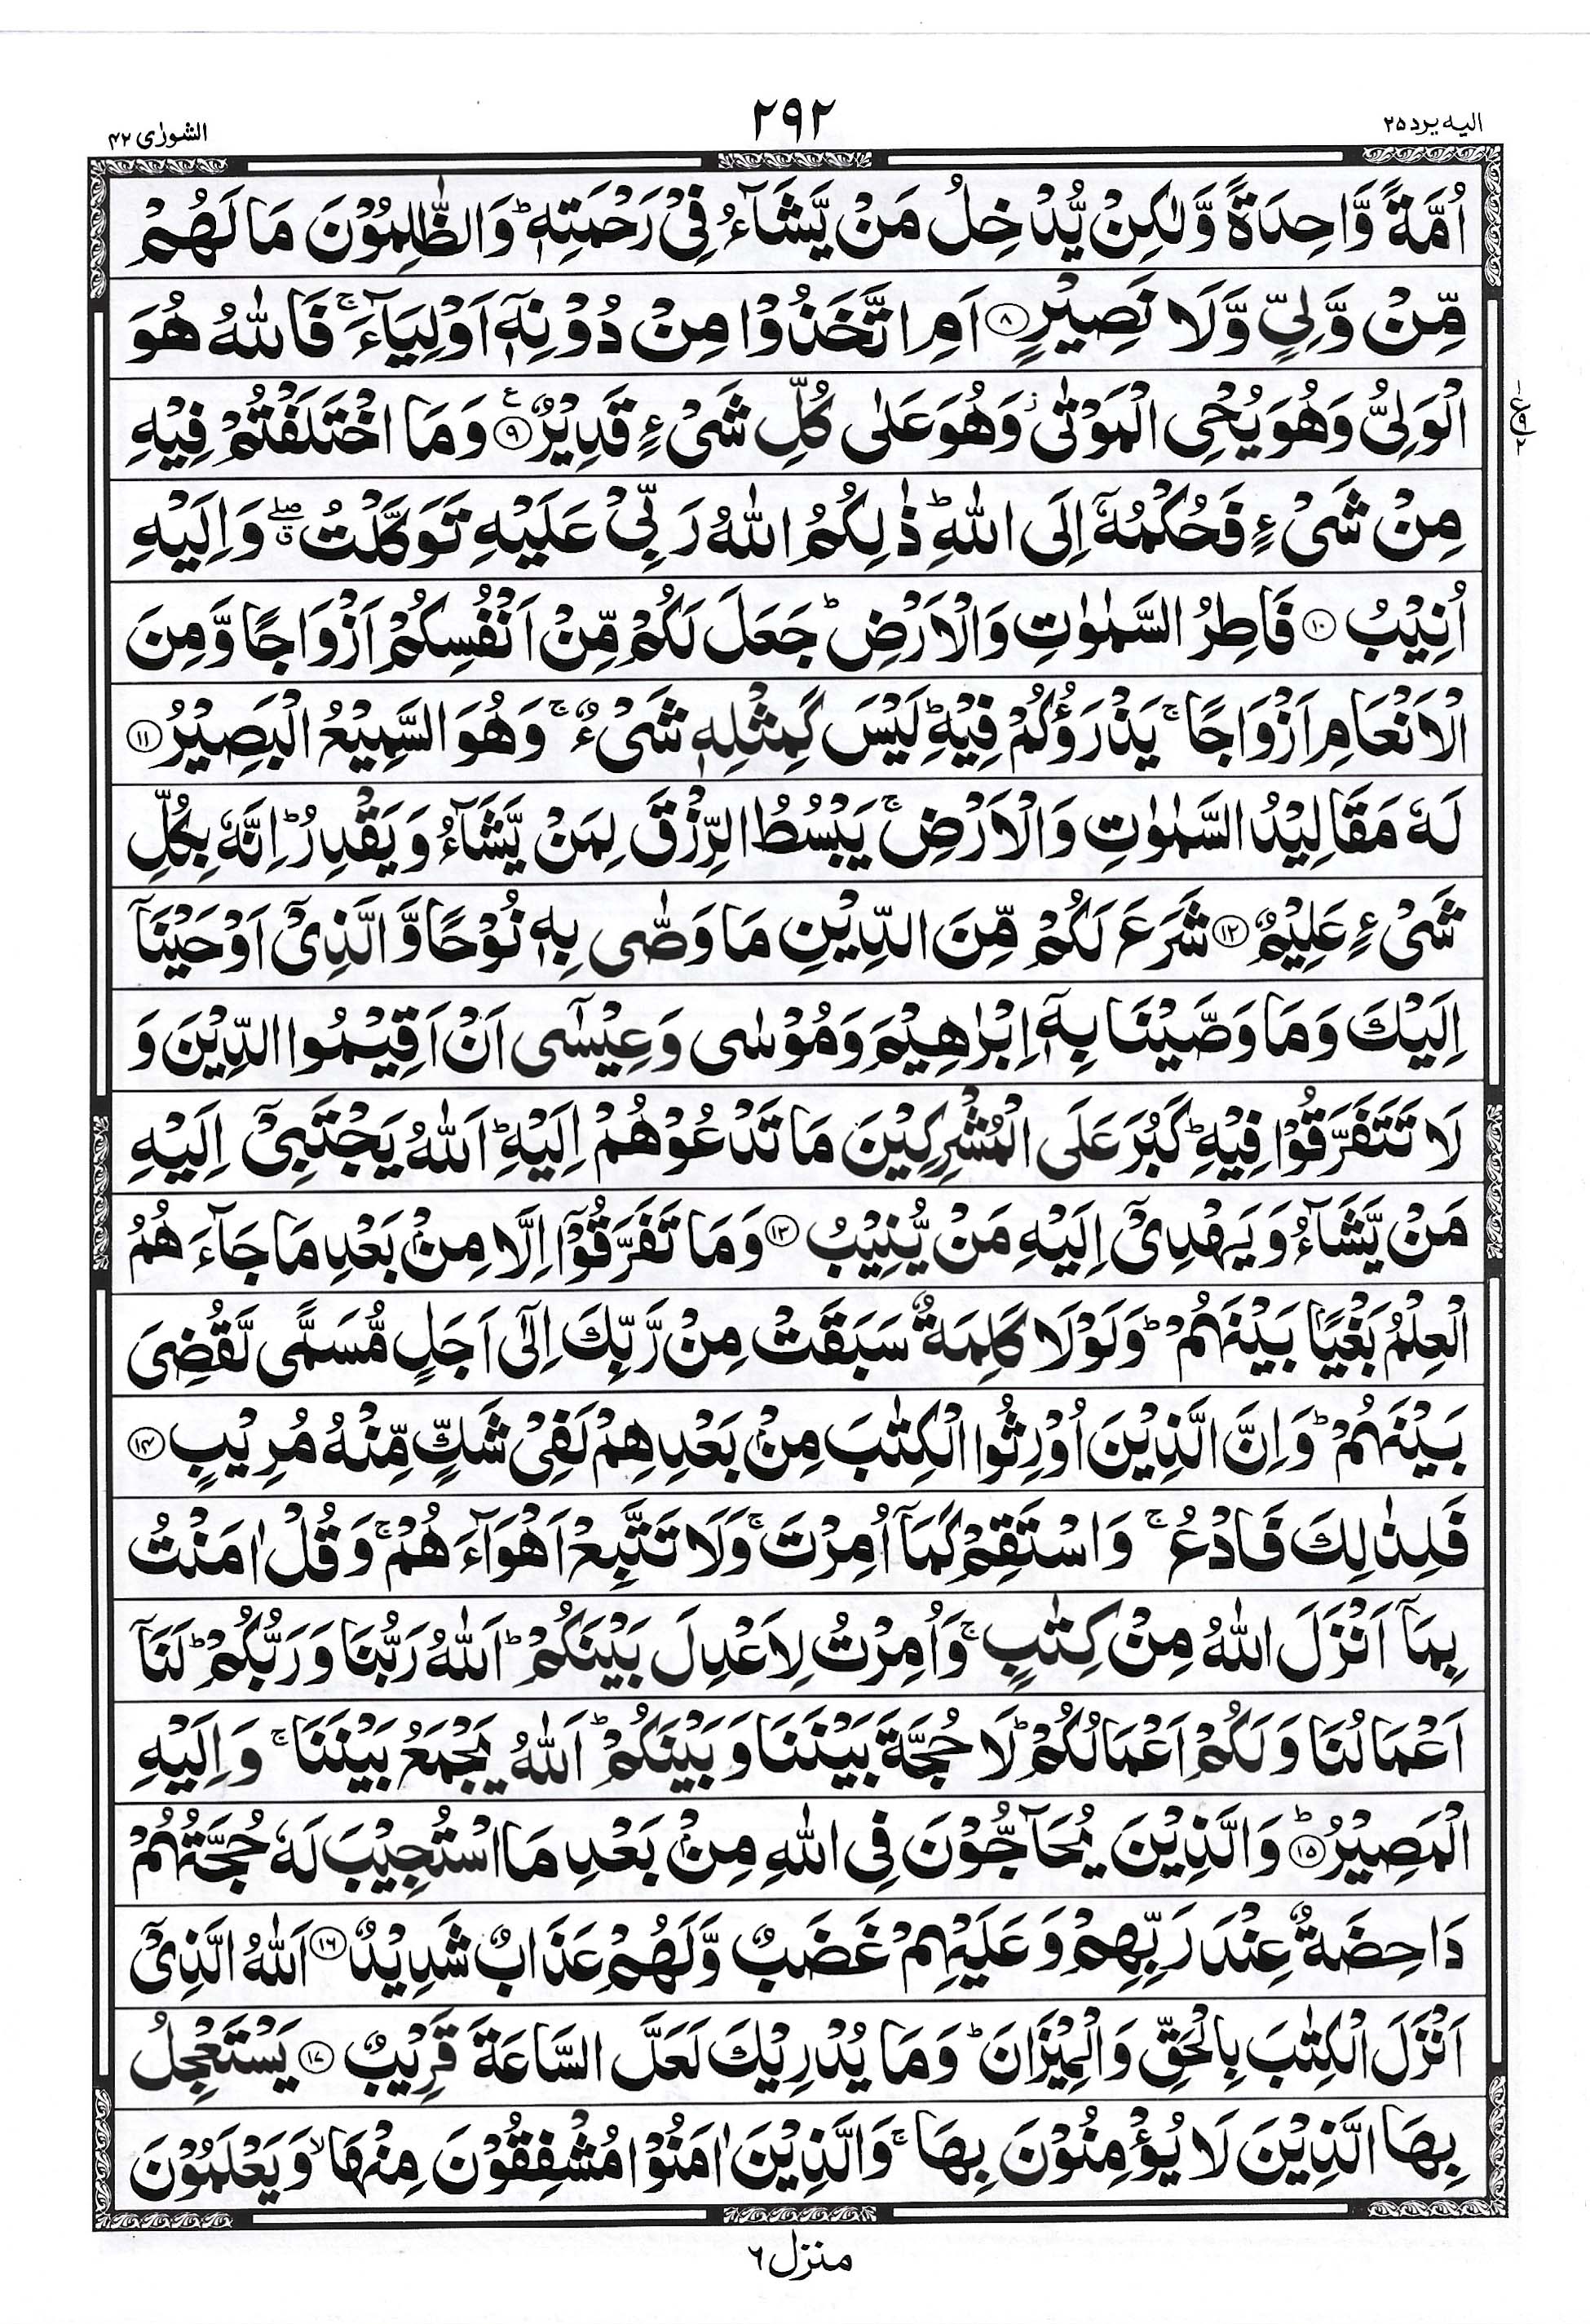 الیه یرد ۲۵
۲۹۲
الشورٰی ۴۲
اُمَّةً وَّاحِدَةً وَّلٰكِنْ يُّدْخِلُ مَنْ يَّشَآءُ فِیْ رَحْمَتِهٖ ؕ وَالظّٰلِمُوْنَ مَا لَهُمْ
مِّنْ وَّلِیٍّ وَّلَا نَصِيْرٍ ﴿۸﴾ اَمِ اتَّخَذُوْا مِنْ دُوْنِهٖۤ اَوْلِيَآءَ ۚ فَاللّٰهُ هُوَ
الْوَلِیُّ وَهُوَ يُحْیِ الْمَوْتٰی ؗ وَهُوَ عَلٰی كُلِّ شَیْءٍ قَدِيْرٌ ﴿۹﴾ ع وَمَا اخْتَلَفْتُمْ فِيْهِ
مِنْ شَیْءٍ فَحُكْمُهٗۤ اِلَی اللّٰهِ ؕ ذٰلِكُمُ اللّٰهُ رَبِّیْ عَلَيْهِ تَوَكَّلْتُ ۖۗ وَاِلَيْهِ
اُنِيْبُ ﴿۱۰﴾ فَاطِرُ السَّمٰوٰتِ وَالْاَرْضِ ؕ جَعَلَ لَكُمْ مِّنْ اَنْفُسِكُمْ اَزْوَاجًا وَّمِنَ
الْاَنْعَامِ اَزْوَاجًا ۚ يَذْرَؤُكُمْ فِيْهِ ؕ لَيْسَ كَمِثْلِهٖ شَیْءٌ ۚ وَهُوَ السَّمِيْعُ الْبَصِيْرُ ﴿۱۱﴾
لَهٗ مَقَالِيْدُ السَّمٰوٰتِ وَالْاَرْضِ ۚ يَبْسُطُ الرِّزْقَ لِمَنْ يَّشَآءُ وَيَقْدِرُ ؕ اِنَّهٗ بِكُلِّ
شَیْءٍ عَلِيْمٌ ﴿۱۲﴾ شَرَعَ لَكُمْ مِّنَ الدِّيْنِ مَا وَصّٰی بِهٖ نُوْحًا وَّالَّذِیْۤ اَوْحَيْنَاۤ
اِلَيْكَ وَمَا وَصَّيْنَا بِهٖۤ اِبْرٰهِيْمَ وَمُوْسٰی وَعِيْسٰۤی اَنْ اَقِيْمُوا الدِّيْنَ وَ
لَا تَتَفَرَّقُوْا فِيْهِ ؕ كَبُرَ عَلَی الْمُشْرِكِيْنَ مَا تَدْعُوْهُمْ اِلَيْهِ ؕ اَللّٰهُ يَجْتَبِیْۤ اِلَيْهِ
مَنْ يَّشَآءُ وَيَهْدِیْۤ اِلَيْهِ مَنْ يُّنِيْبُ ﴿۱۳﴾ وَمَا تَفَرَّقُوْۤا اِلَّا مِنْۢ بَعْدِ مَا جَآءَهُمُ
الْعِلْمُ بَغْيًۢا بَيْنَهُمْ ؕ وَلَوْلَا كَلِمَةٌ سَبَقَتْ مِنْ رَّبِّكَ اِلٰۤی اَجَلٍ مُّسَمًّی لَّقُضِیَ
بَيْنَهُمْ ؕ وَاِنَّ الَّذِيْنَ اُوْرِثُوا الْكِتٰبَ مِنْۢ بَعْدِهِمْ لَفِیْ شَكٍّ مِّنْهُ مُرِيْبٍ ﴿۱۴﴾
فَلِذٰلِكَ فَادْعُ ۚ وَاسْتَقِمْ كَمَاۤ اُمِرْتَ ۚ وَلَا تَتَّبِعْ اَهْوَآءَهُمْ ۚ وَقُلْ اٰمَنْتُ
بِمَاۤ اَنْزَلَ اللّٰهُ مِنْ كِتٰبٍ ۚ وَاُمِرْتُ لِاَعْدِلَ بَيْنَكُمْ ؕ اَللّٰهُ رَبُّنَا وَرَبُّكُمْ ؕ لَنَاۤ
اَعْمَالُنَا وَلَكُمْ اَعْمَالُكُمْ ؕ لَا حُجَّةَ بَيْنَنَا وَبَيْنَكُمْ ؕ اَللّٰهُ يَجْمَعُ بَيْنَنَا ۚ وَاِلَيْهِ
الْمَصِيْرُ ﴿۱۵﴾ ؕ وَالَّذِيْنَ يُحَآجُّوْنَ فِی اللّٰهِ مِنْۢ بَعْدِ مَا اسْتُجِيْبَ لَهٗ حُجَّتُهُمْ
دَاحِضَةٌ عِنْدَ رَبِّهِمْ وَعَلَيْهِمْ غَضَبٌ وَّلَهُمْ عَذَابٌ شَدِيْدٌ ﴿۱۶﴾ اَللّٰهُ الَّذِیْۤ
اَنْزَلَ الْكِتٰبَ بِالْحَقِّ وَالْمِيْزَانَ ؕ وَمَا يُدْرِيْكَ لَعَلَّ السَّاعَةَ قَرِيْبٌ ﴿۱۷﴾ يَسْتَعْجِلُ
بِهَا الَّذِيْنَ لَا يُؤْمِنُوْنَ بِهَا ۚ وَالَّذِيْنَ اٰمَنُوْا مُشْفِقُوْنَ مِنْهَا ۙ وَيَعْلَمُوْنَ
منزل ۶